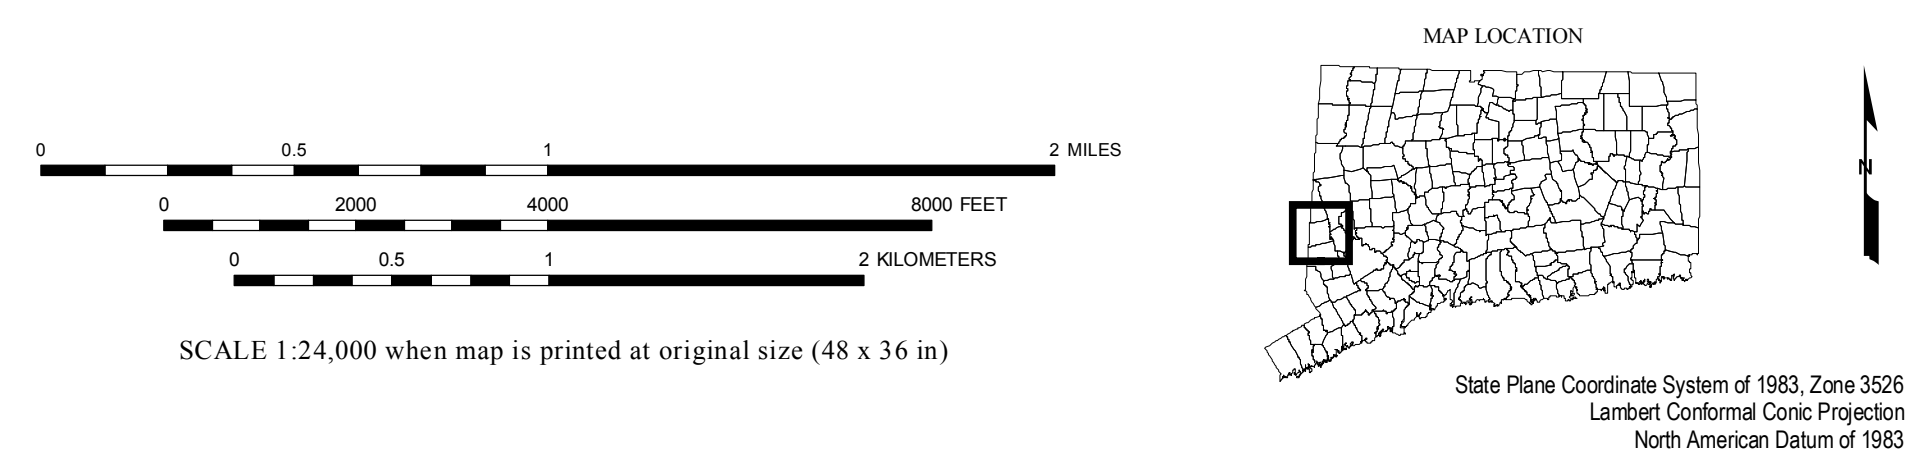 MAP LOCATION
0 0.5 1 2 MILES
0 2000 4000 8000 FEET
0 0.5 1 2 KILOMETERS
N
SCALE 1:24,000 when map is printed at original size (48 x 36 in)
State Plane Coordinate System of 1983, Zone 3526
Lambert Conformal Conic Projection
North American Datum of 1983